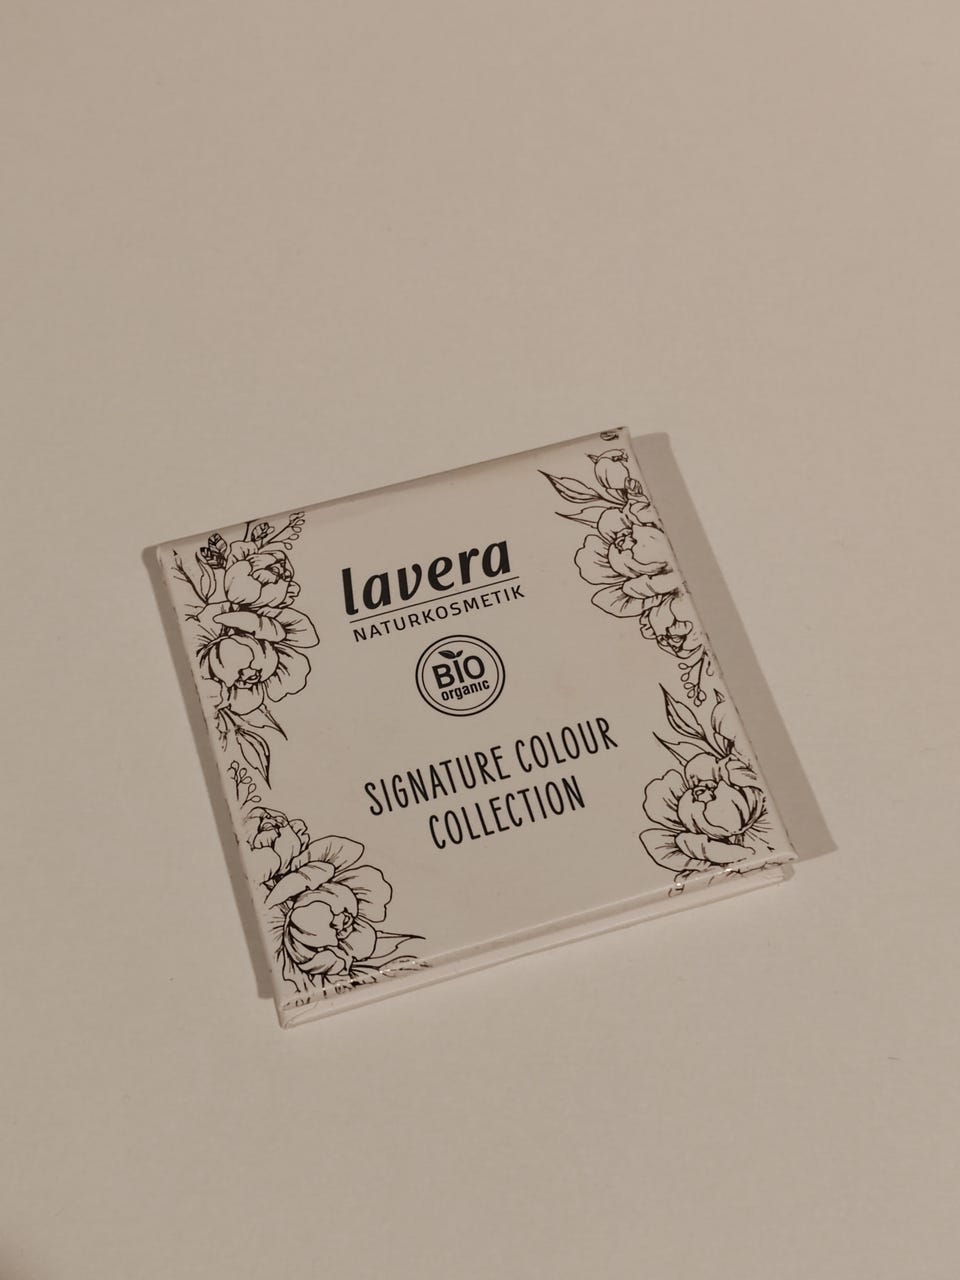 lavera
NATURKOSMETIK
BIO
organic
SIGNATURE COLOUR
COLLECTION